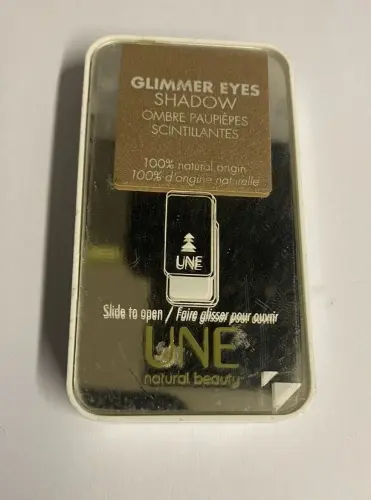 GLIMMER EYES
SHADOW
OMBRE PAUPIÈPES
SCINTILLANTES
100% natural origin
100% d'origine naturelle
UNE
Slide to open / Faire glisser pour ouvrir
UNE
natural beauty